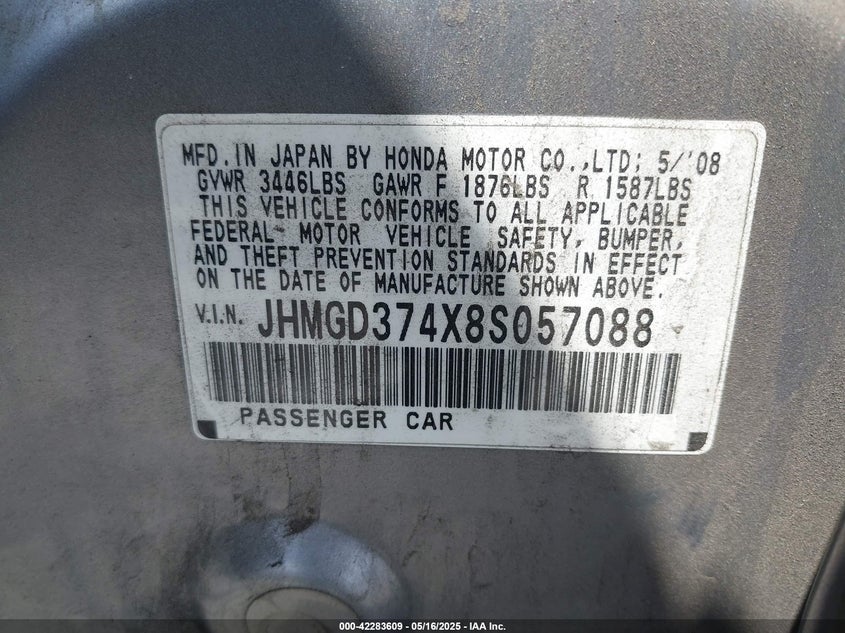 MFD.IN JAPAN BY HONDA MOTOR CO.,LTD; 5/'08
GVWR 3446LBS GAWR F 1876LBS R 1587LBS
THIS VEHICLE CONFORMS TO ALL APPLICABLE
FEDERAL MOTOR VEHICLE SAFETY, BUMPER,
AND THEFT PREVENTION STANDARDS IN EFFECT
ON THE DATE OF MANUFACTURE SHOWN ABOVE.
V.I.N. JHMGD374X8S057088
PASSENGER CAR
000-42283609 - 05/16/2025 - IAA Inc.